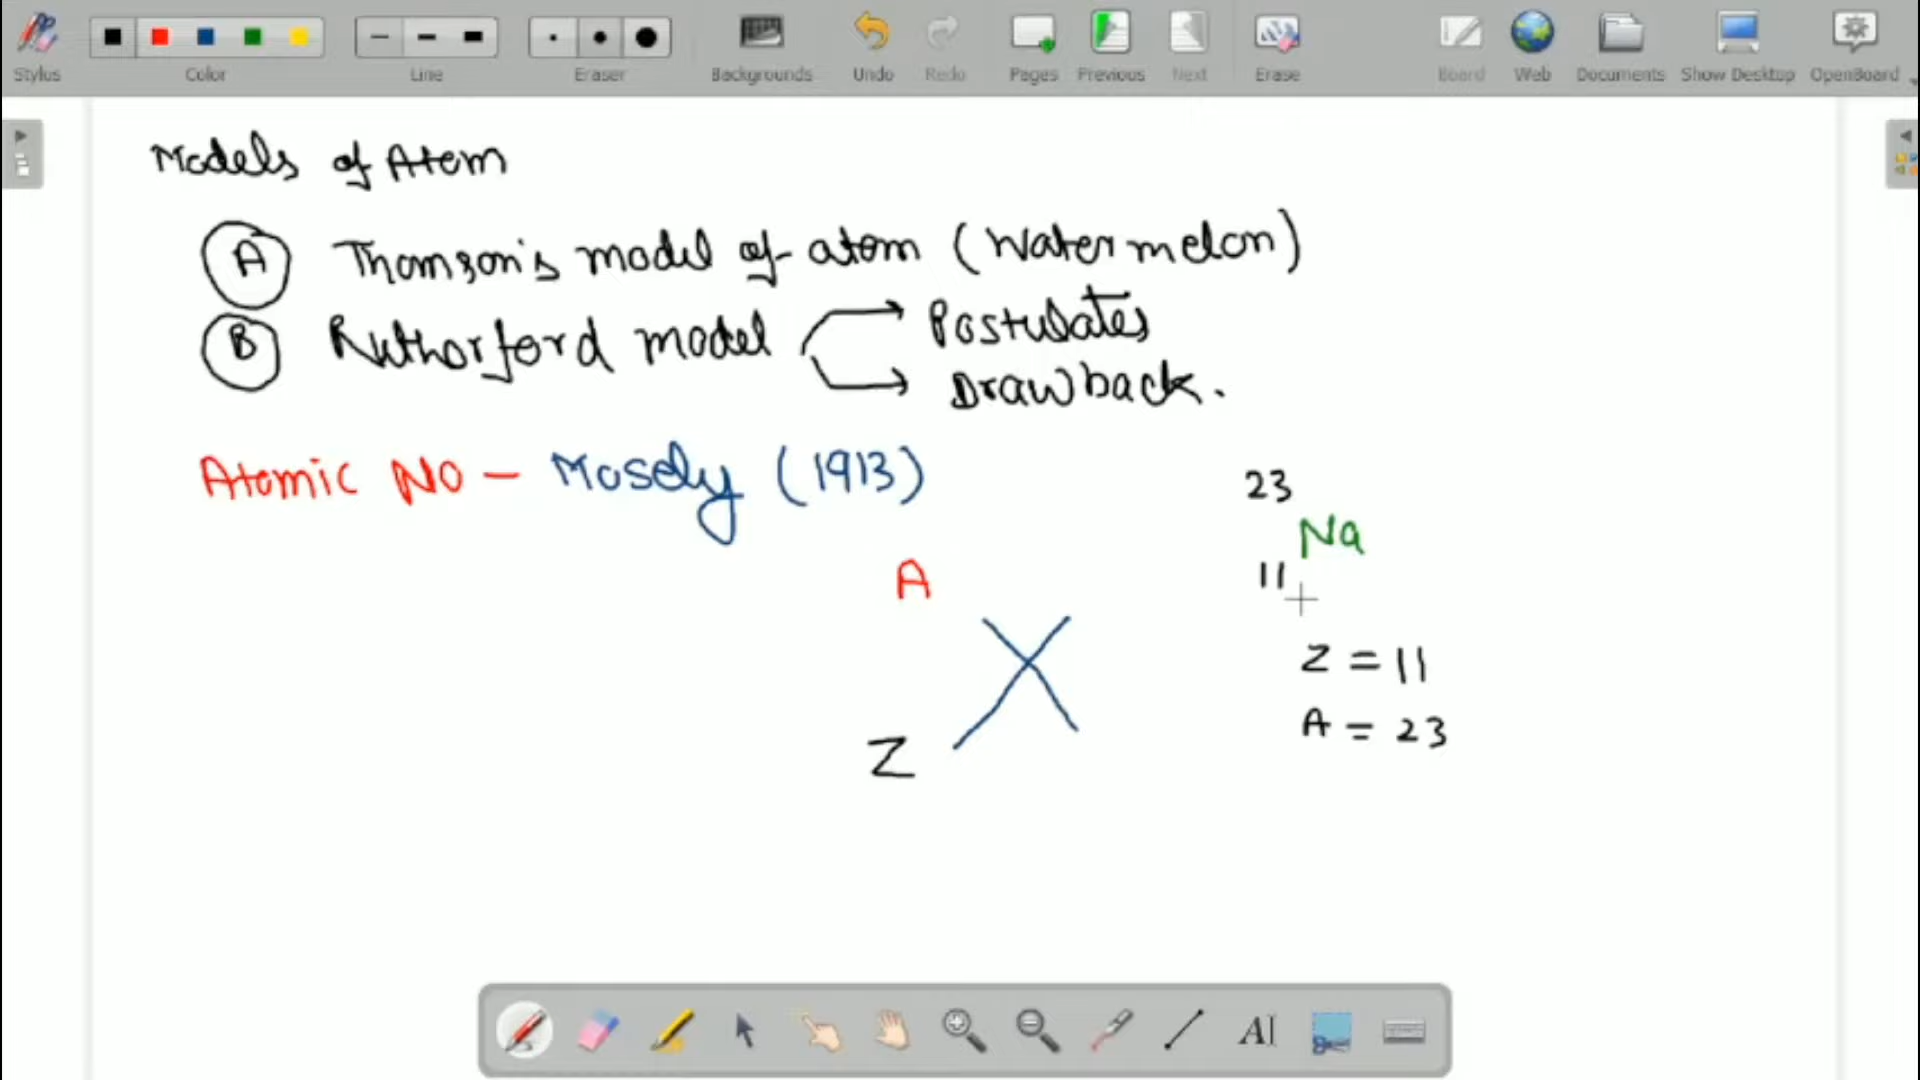 Stylus Color Line Eraser Backgrounds Undo Redo Pages Previous Next Erase Board Web Documents Show Desktop OpenBoard
Models of Atom
A Thomson's model of atom (Watermelon)
B Rutherford model Postulates
Drawback.
Atomic No - Mosely (1913)
23
Na
11
A
X
Z
Z = 11
A = 23
AI